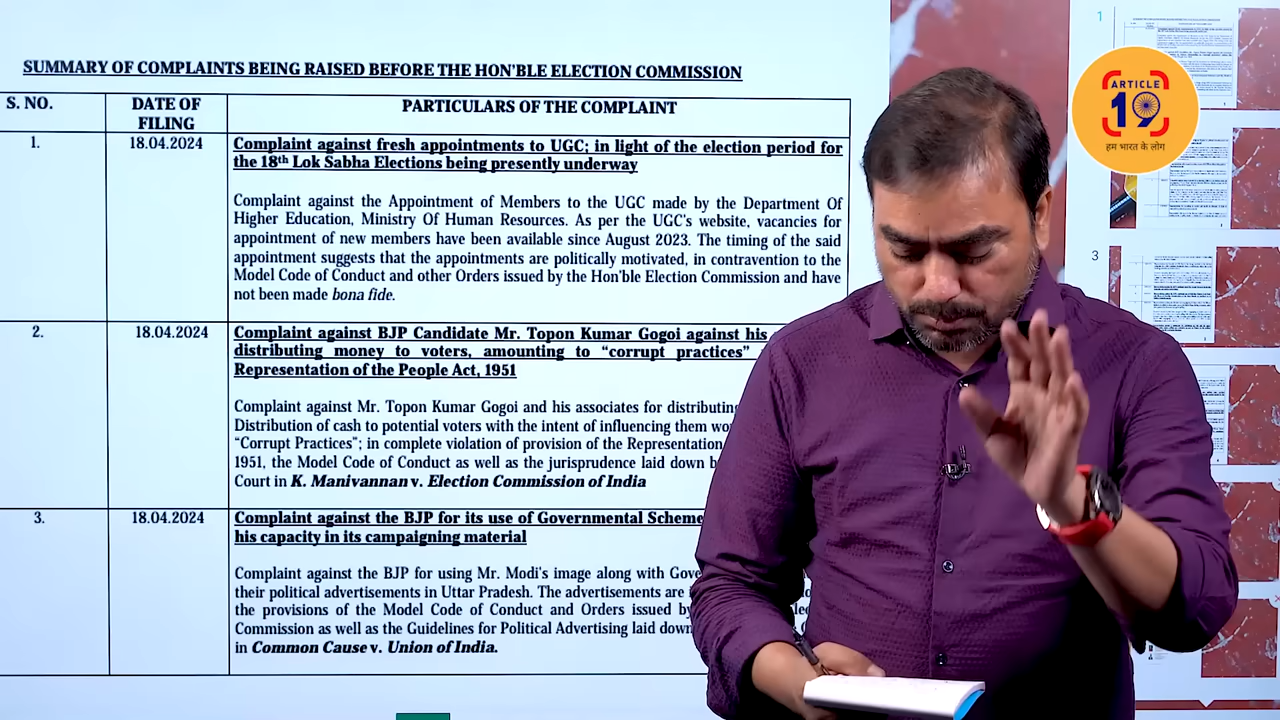 SUMMARY OF COMPLAINTS BEING FILED BEFORE THE HON'BLE ELECTION COMMISSION
S. NO.
DATE OF
FILING
PARTICULARS OF THE COMPLAINT
1.
18.04.2024
Complaint against fresh appointments to UGC; in light of the election period for
the 18th Lok Sabha Elections being currently underway
Complaint against the Appointment of Members to the UGC made by the Department Of
Higher Education, Ministry Of Human Resources. As per the UGC's website, vacancies for
appointment of new members have been available since August 2023. The timing of the said
appointment suggests that the appointments are politically motivated, in contravention to the
Model Code of Conduct and other Orders issued by the Hon'ble Election Commission and have
not been made bona fide.
2.
18.04.2024
Complaint against BJP Candidate Mr. Topon Kumar Gogoi against
distributing money to voters, amounting to “corrupt practices”
Representation of the People Act, 1951
Complaint against Mr. Topon Kumar Gogoi and his associates for distributing
Distribution of cash to potential voters with the intent of influencing them
“Corrupt Practices”; in complete violation of provision of the Representation
1951, the Model Code of Conduct as well as the jurisprudence laid down
Court in K. Manivannan v. Election Commission of India
3.
18.04.2024
Complaint against the BJP for its use of Governmental
his capacity in its campaigning material
Complaint against the BJP for using Mr. Modi's image along with
their political advertisements in Uttar Pradesh. The advertisements are
the provisions of the Model Code of Conduct and Orders issued by
Commission as well as the Guidelines for Political Advertising laid down
in Common Cause v. Union of India.
1
3
ARTICLE
19
हम भारत के लोग